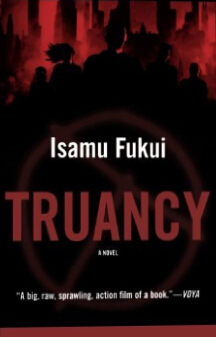 Isamu Fukui
TRUANCY
A NOVEL
"A big, raw, sprawling, action film of a book."—VOYA